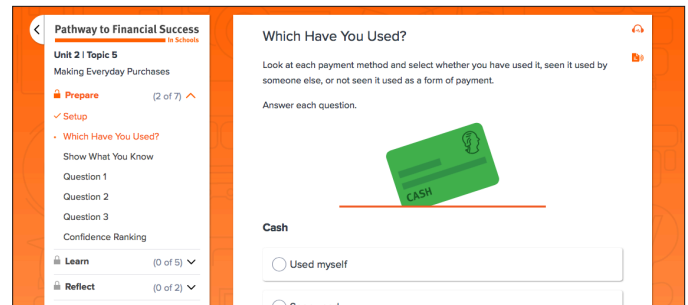 Pathway to Financial Success
In Schools
Unit 2 | Topic 5
Making Everyday Purchases
Prepare (2 of 7)
Setup
Which Have You Used?
Show What You Know
Question 1
Question 2
Question 3
Confidence Ranking
Learn (0 of 5)
Reflect (0 of 2)
Which Have You Used?
Look at each payment method and select whether you have used it, seen it used by
someone else, or not seen it used as a form of payment.
Answer each question.
CASH
Cash
Used myself